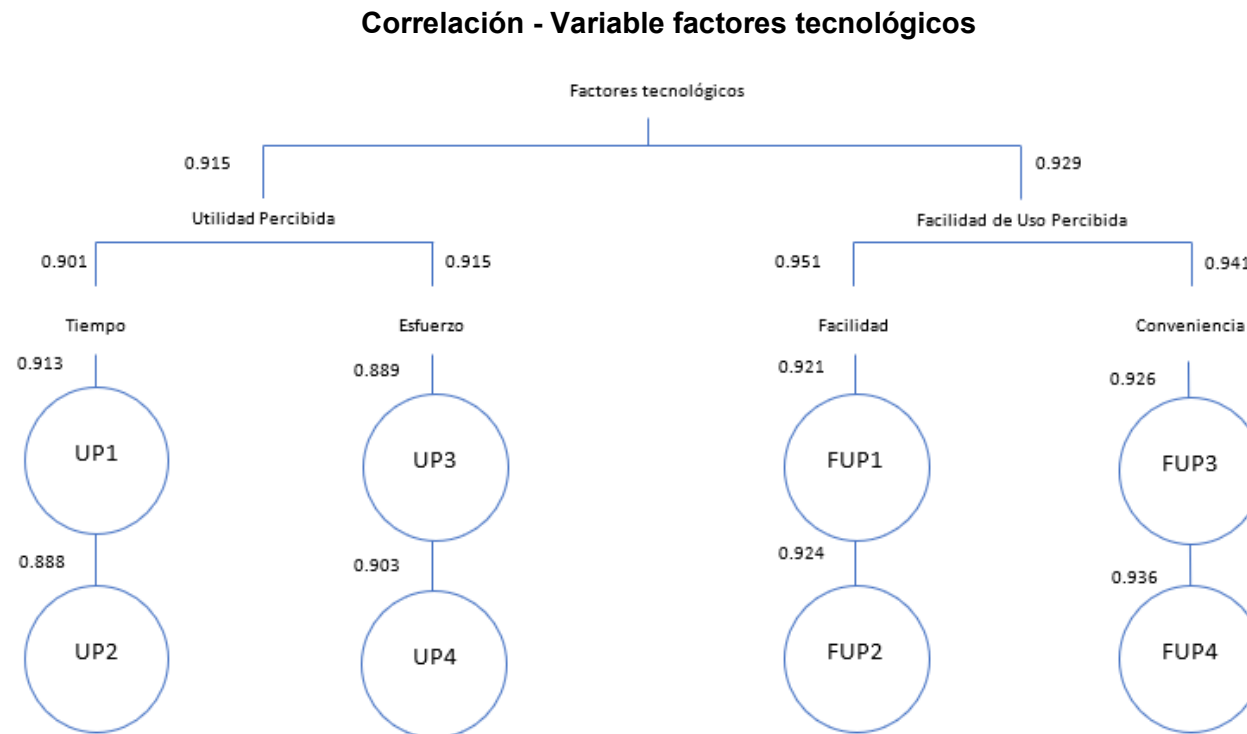 Correlación - Variable factores tecnológicos
Factores tecnológicos
0.915
0.929
Utilidad Percibida
Facilidad de Uso Percibida
0.901
0.915
0.951
0.941
Tiempo
Esfuerzo
Facilidad
Conveniencia
0.913
0.889
0.921
0.926
UP1
UP3
FUP1
FUP3
0.888
0.903
0.924
0.936
UP2
UP4
FUP2
FUP4